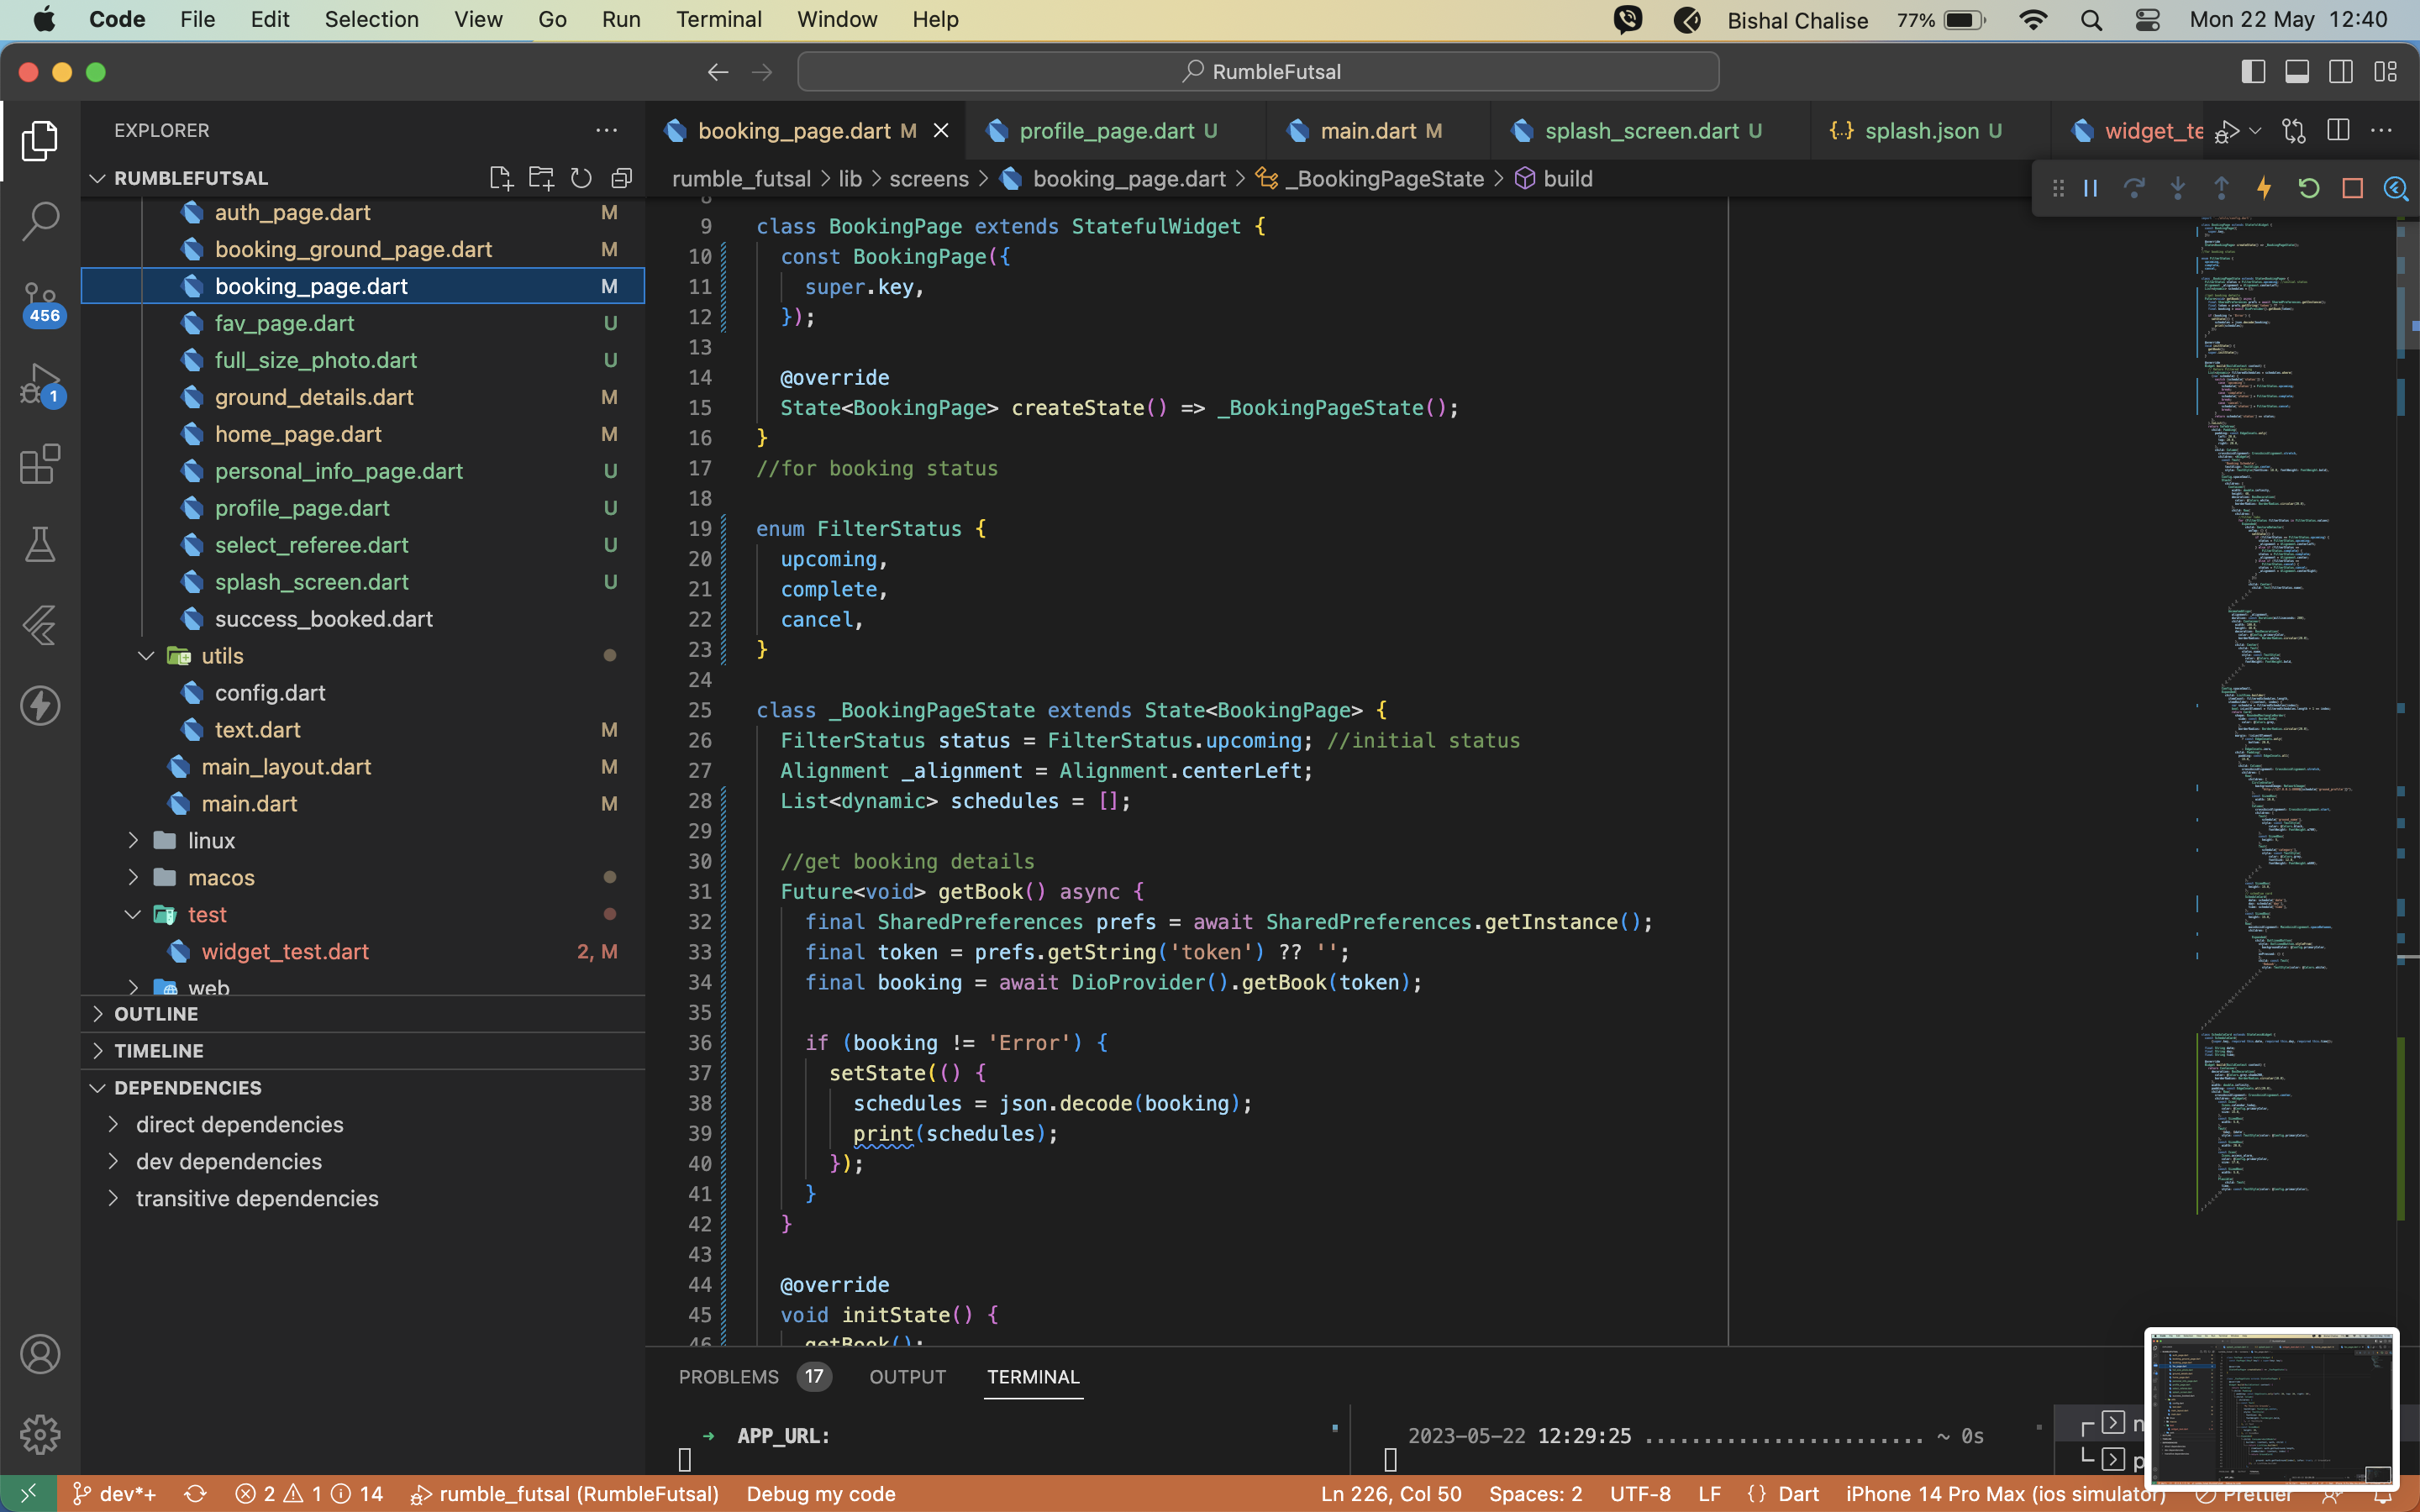 Code File Edit Selection View Go Run Terminal Window Help Bishal Chalise 77% Mon 22 May 12:40
RumbleFutsal
EXPLORER
RUMBLEFUTSAL
auth_page.dart M
booking_ground_page.dart M
booking_page.dart M
fav_page.dart U
full_size_photo.dart U
ground_details.dart M
home_page.dart M
personal_info_page.dart U
profile_page.dart U
select_referee.dart U
splash_screen.dart U
success_booked.dart
utils
config.dart
text.dart M
main_layout.dart M
main.dart M
linux
macos
test
widget_test.dart 2, M
web
OUTLINE
TIMELINE
DEPENDENCIES
direct dependencies
dev dependencies
transitive dependencies
456
1
booking_page.dart M profile_page.dart U main.dart M splash_screen.dart U {..} splash.json U widget_te
rumble_futsal > lib > screens > booking_page.dart > _BookingPageState > build
8
9 class BookingPage extends StatefulWidget {
10 const BookingPage({
11 super.key,
12 });
13
14 @override
15 State<BookingPage> createState() => _BookingPageState();
16 }
17 //for booking status
18
19 enum FilterStatus {
20 upcoming,
21 complete,
22 cancel,
23 }
24
25 class _BookingPageState extends State<BookingPage> {
26 FilterStatus status = FilterStatus.upcoming; //initial status
27 Alignment _alignment = Alignment.centerLeft;
28 List<dynamic> schedules = [];
29
30 //get booking details
31 Future<void> getBook() async {
32 final SharedPreferences prefs = await SharedPreferences.getInstance();
33 final token = prefs.getString('token') ?? '';
34 final booking = await DioProvider().getBook(token);
35
36 if (booking != 'Error') {
37 setState(() {
38 schedules = json.decode(booking);
39 print(schedules);
40 });
41 }
42 }
43
44 @override
45 void initState() {
46 getBook();
PROBLEMS 17 OUTPUT TERMINAL
➜ APP_URL:
2023-05-22 12:29:25 ....................... ~ 0s
dev*+ 2 1 14 rumble_futsal (RumbleFutsal) Debug my code Ln 226, Col 50 Spaces: 2 UTF-8 LF {} Dart iPhone 14 Pro Max (ios simulator) Prettier